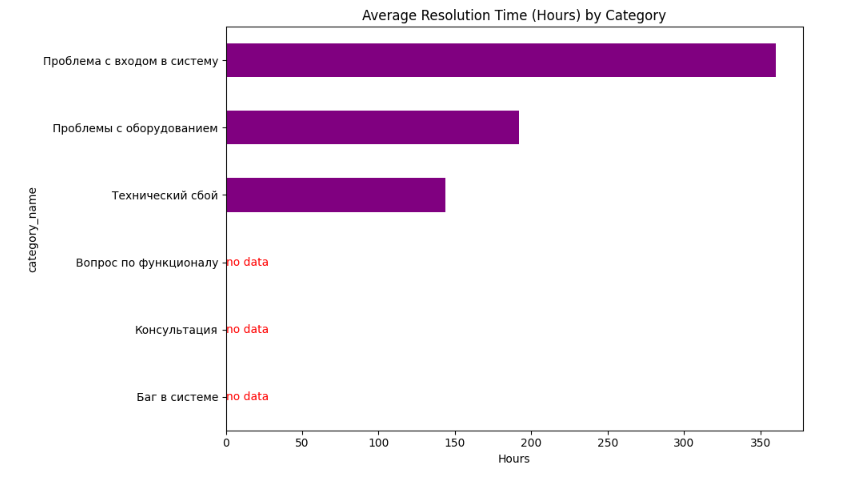 Average Resolution Time (Hours) by Category
Проблема с входом в систему
Проблемы с оборудованием
Технический сбой
Вопрос по функционалу
no data
Консультация
no data
Баг в системе
no data
category_name
0 50 100 150 200 250 300 350
Hours